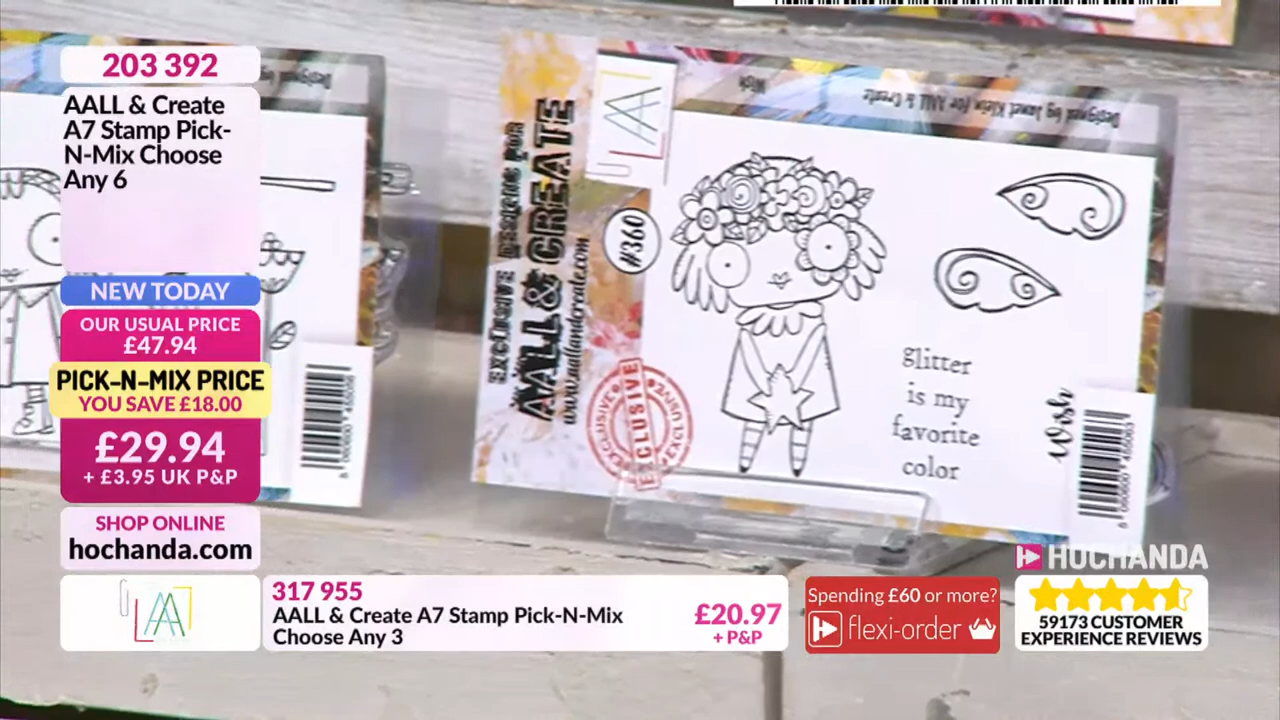 203 392
AALL & Create
A7 Stamp Pick-
N-Mix Choose
Any 6
NEW TODAY
OUR USUAL PRICE
£47.94
PICK-N-MIX PRICE
YOU SAVE £18.00
£29.94
+ £3.95 UK P&P
SHOP ONLINE
hochanda.com
317 955
AALL & Create A7 Stamp Pick-N-Mix
Choose Any 3
£20.97
+ P&P
Spending £60 or more?
flexi-order
HOCHANDA
59173 CUSTOMER
EXPERIENCE REVIEWS
EXCLUSIVE DESIGNS FOR
AALL & CREATE
www.aallandcreate.com
#360
EXCLUSIVE
Wish
Designed by Janet Klein for AALL & Create
glitter
is my
favorite
color
wish